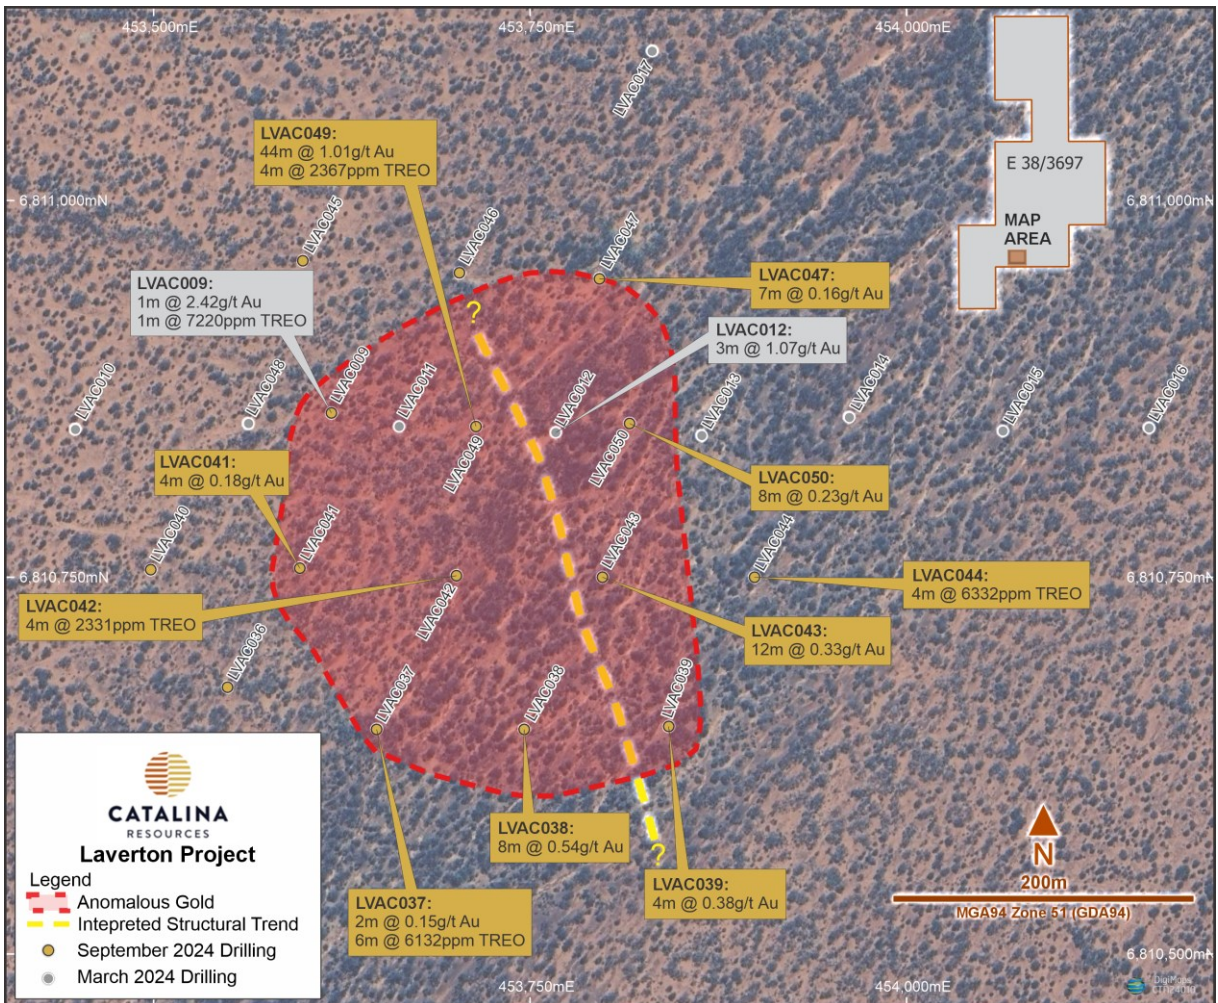 453,500mE
453,750mE
454,000mE
LVAC017
E 38/3697
MAP
AREA
LVAC049:
44m @ 1.01g/t Au
4m @ 2367ppm TREO
6,811,000mN
6,811,000mN
LVAC045
LVAC046
LVAC047
LVAC047:
7m @ 0.16g/t Au
LVAC009:
1m @ 2.42g/t Au
1m @ 7220ppm TREO
?
LVAC012:
3m @ 1.07g/t Au
LVAC010
LVAC048
LVAC009
LVAC011
LVAC049
LVAC012
LVAC050
LVAC013
LVAC014
LVAC015
LVAC016
LVAC041:
4m @ 0.18g/t Au
LVAC050:
8m @ 0.23g/t Au
LVAC040
LVAC041
LVAC042
LVAC043
LVAC044
6,810,750mN
6,810,750mN
LVAC042:
4m @ 2331ppm TREO
LVAC044:
4m @ 6332ppm TREO
LVAC043:
12m @ 0.33g/t Au
LVAC036
LVAC037
LVAC038
LVAC039
CATALINA
RESOURCES
Laverton Project
Legend
Anomalous Gold
Intepreted Structural Trend
September 2024 Drilling
March 2024 Drilling
LVAC038:
8m @ 0.54g/t Au
?
LVAC037:
2m @ 0.15g/t Au
6m @ 6132ppm TREO
LVAC039:
4m @ 0.38g/t Au
N
200m
MGA94 Zone 51 (GDA94)
6,810,500mN
453,750mE
454,000mE
DigiMaps